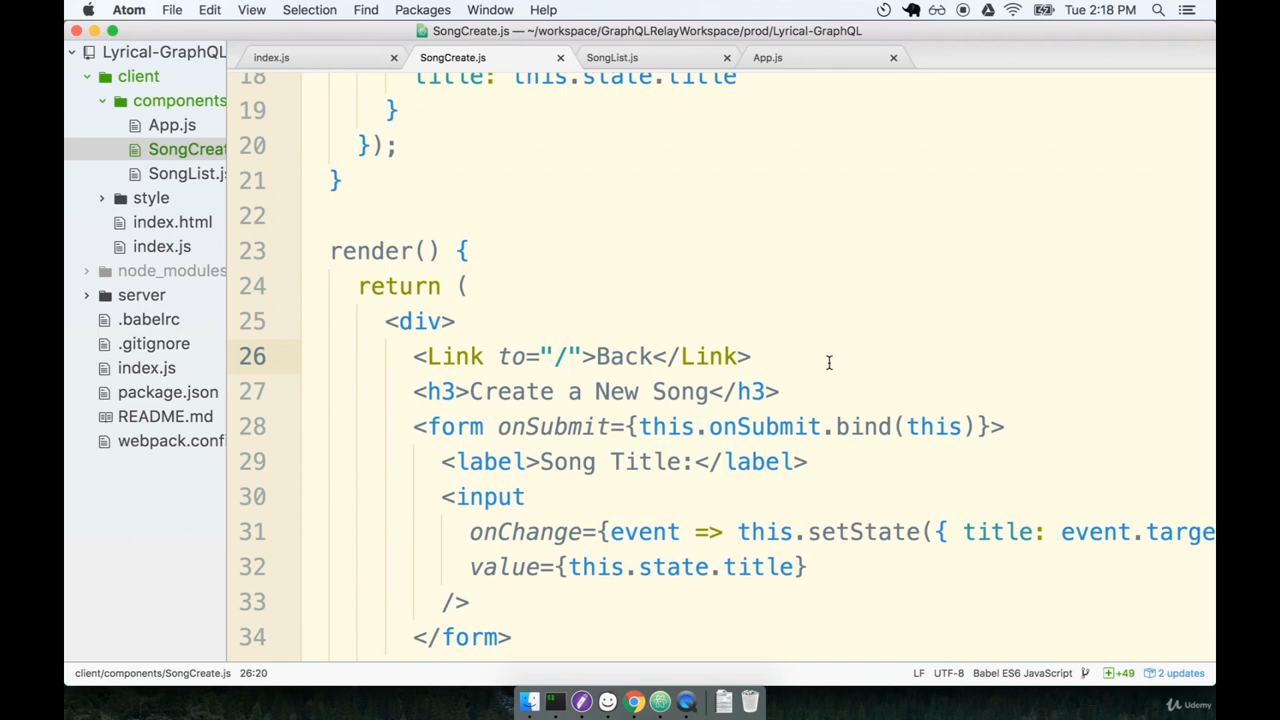 Atom File Edit View Selection Find Packages Window Help Tue 2:18 PM
SongCreate.js — ~/workspace/GraphQLRelayWorkspace/prod/Lyrical-GraphQL
Lyrical-GraphQL
client
components
App.js
SongCreat
SongList.js
style
index.html
index.js
node_modules
server
.babelrc
.gitignore
index.js
package.json
README.md
webpack.confi
index.js SongCreate.js SongList.js App.js
18 title: this.state.title
19 }
20 });
21 }
22
23 render() {
24 return (
25 <div>
26 <Link to="/">Back</Link>
27 <h3>Create a New Song</h3>
28 <form onSubmit={this.onSubmit.bind(this)}>
29 <label>Song Title:</label>
30 <input
31 onChange={event => this.setState({ title: event.targe
32 value={this.state.title}
33 />
34 </form>
client/components/SongCreate.js 26:20 LF UTF-8 Babel ES6 JavaScript +49 2 updates
Udemy